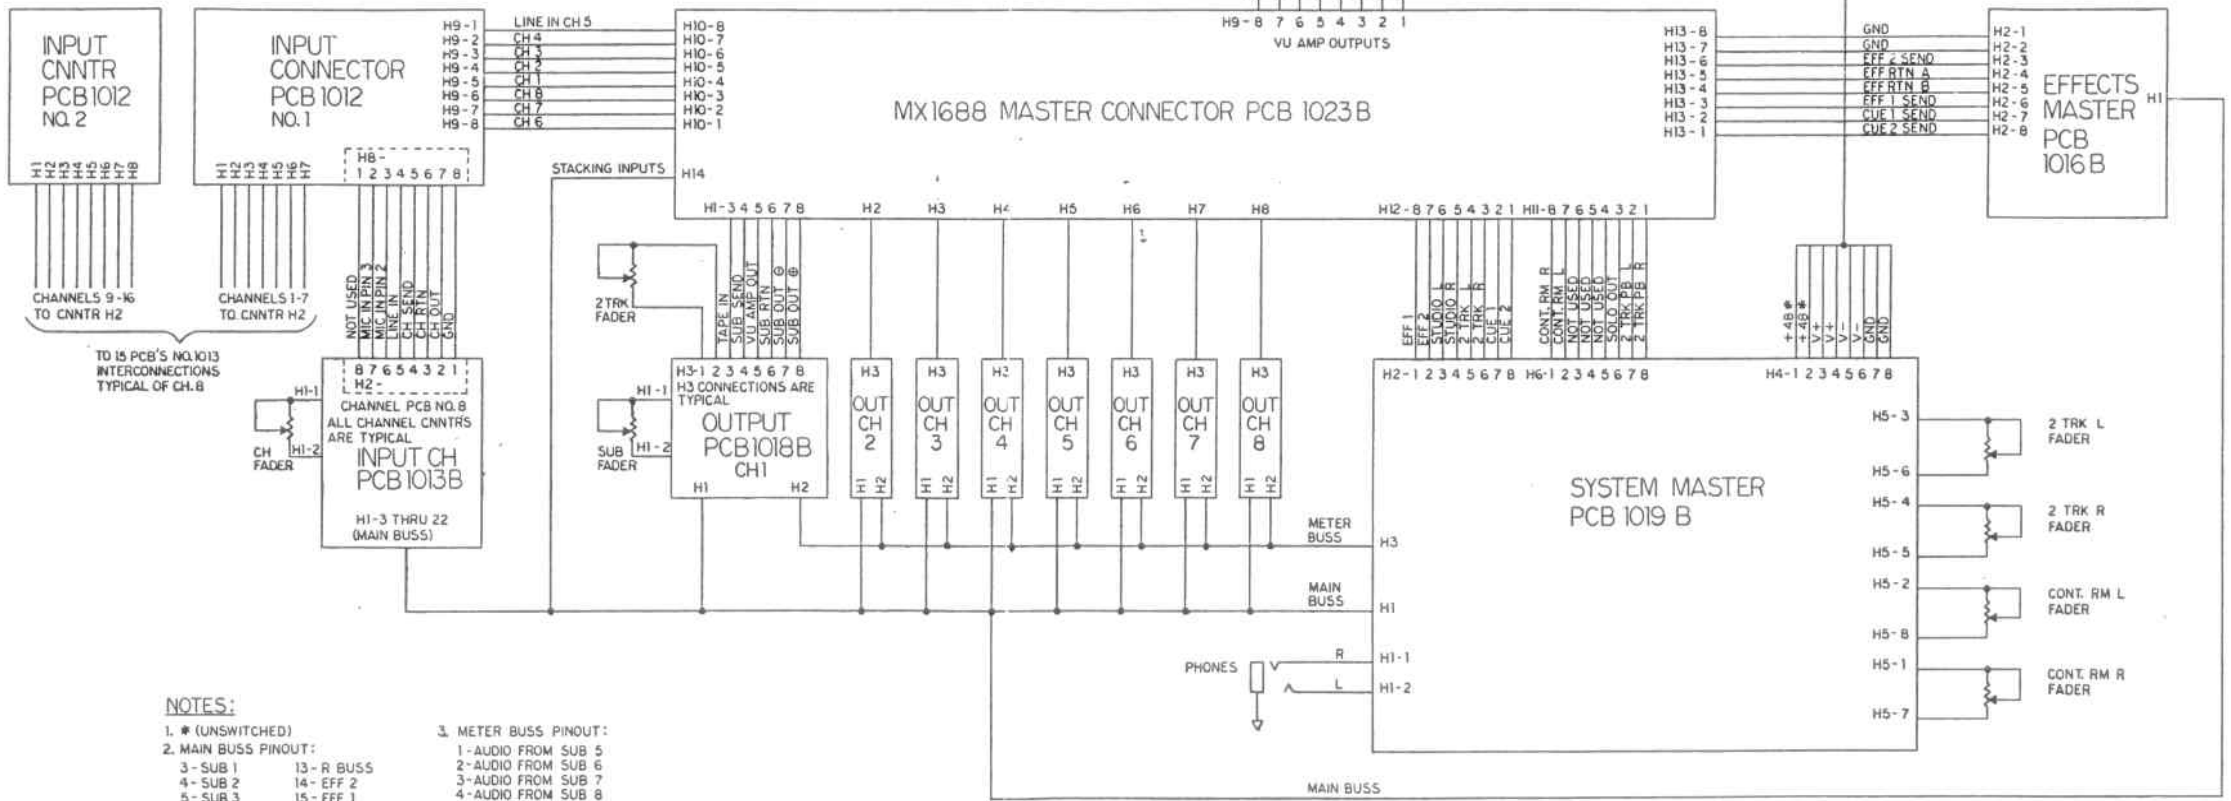 INPUT
CNNTR
PCB1012
NO. 2
H1 H2 H3 H4 H5 H6 H7 H8
CHANNELS 9-16
TO CNNTR H2
INPUT
CONNECTOR
PCB 1012
NO. 1
H9-1
H9-2
H9-3
H9-4
H9-5
H9-6
H9-7
H9-8
H1 H2 H3 H4 H5 H6 H7
H8-
1 2 3 4 5 6 7 8
CHANNELS 1-7
TO CNNTR H2
TO 15 PCB'S NO.1013
INTERCONNECTIONS
TYPICAL OF CH. 8
LINE IN CH 5
CH 4
CH 3
CH 2
CH 1
CH 8
CH 7
CH 6
H10-8
H10-7
H10-6
H10-5
H10-4
H10-3
H10-2
H10-1
STACKING INPUTS
H14
H9-8 7 6 5 4 3 2 1
VU AMP OUTPUTS
MX1688 MASTER CONNECTOR PCB 1023B
H13-8
H13-7
H13-6
H13-5
H13-4
H13-3
H13-2
H13-1
GND
GND
EFF 2 SEND
EFF RTN A
EFF RTN B
EFF 1 SEND
CUE 1 SEND
CUE 2 SEND
H2-1
H2-2
H2-3
H2-4
H2-5
H2-6
H2-7
H2-8
EFFECTS
MASTER
PCB
1016B
H1
H1-3 4 5 6 7 8
H2
H3
H4
H5
H6
H7
H8
H12-8 7 6 5 4 3 2 1
H11-8 7 6 5 4 3 2 1
NOT USED
MIC IN PIN 3
MIC IN PIN 2
LINE IN
CH SEND
CH RTN
CH OUT
GND
8 7 6 5 4 3 2 1
H2-
CHANNEL PCB NO. 8
ALL CHANNEL CNNTRS
ARE TYPICAL
INPUT CH
PCB1013B
H1-3 THRU 22
(MAIN BUSS)
H1-1
H1-2
CH
FADER
2 TRK
FADER
TAPE IN
SUB SEND
VU AMP OUT
SUB RTN
SUB OUT ⊖
SUB OUT ⊕
H3-1 2 3 4 5 6 7 8
H3 CONNECTIONS ARE
TYPICAL
OUTPUT
PCB1018B
CH1
H1 H2
H1-1
H1-2
SUB
FADER
H3
OUT
CH
2
H1 H2
H3
OUT
CH
3
H1 H2
H3
OUT
CH
4
H1 H2
H3
OUT
CH
5
H1 H2
H3
OUT
CH
6
H1 H2
H3
OUT
CH
7
H1 H2
H3
OUT
CH
8
H1 H2
EFF 1
EFF 2
STUDIO L
STUDIO R
2 TRK L
2 TRK R
CUE 1
CUE 2
CONT. RM R
CONT. RM L
NOT USED
NOT USED
NOT USED
SOLO OUT
2 TRK PB L
2 TRK PB R
+48*
+48*
V+
V+
V-
V-
GND
GND
H2-1 2 3 4 5 6 7 8
H6-1 2 3 4 5 6 7 8
H4-1 2 3 4 5 6 7 8
SYSTEM MASTER
PCB 1019 B
METER
BUSS
H3
MAIN
BUSS
H1
PHONES
R
H1-1
L
H1-2
H5-3
H5-6
2 TRK L
FADER
H5-4
H5-5
2 TRK R
FADER
H5-2
H5-8
CONT. RM L
FADER
H5-1
H5-7
CONT. RM R
FADER
MAIN BUSS
NOTES:
1. * (UNSWITCHED)
2. MAIN BUSS PINOUT:
3-SUB 1 13-R BUSS
4-SUB 2 14-EFF 2
5-SUB 3 15-EFF 1
3. METER BUSS PINOUT:
1-AUDIO FROM SUB 5
2-AUDIO FROM SUB 6
3-AUDIO FROM SUB 7
4-AUDIO FROM SUB 8